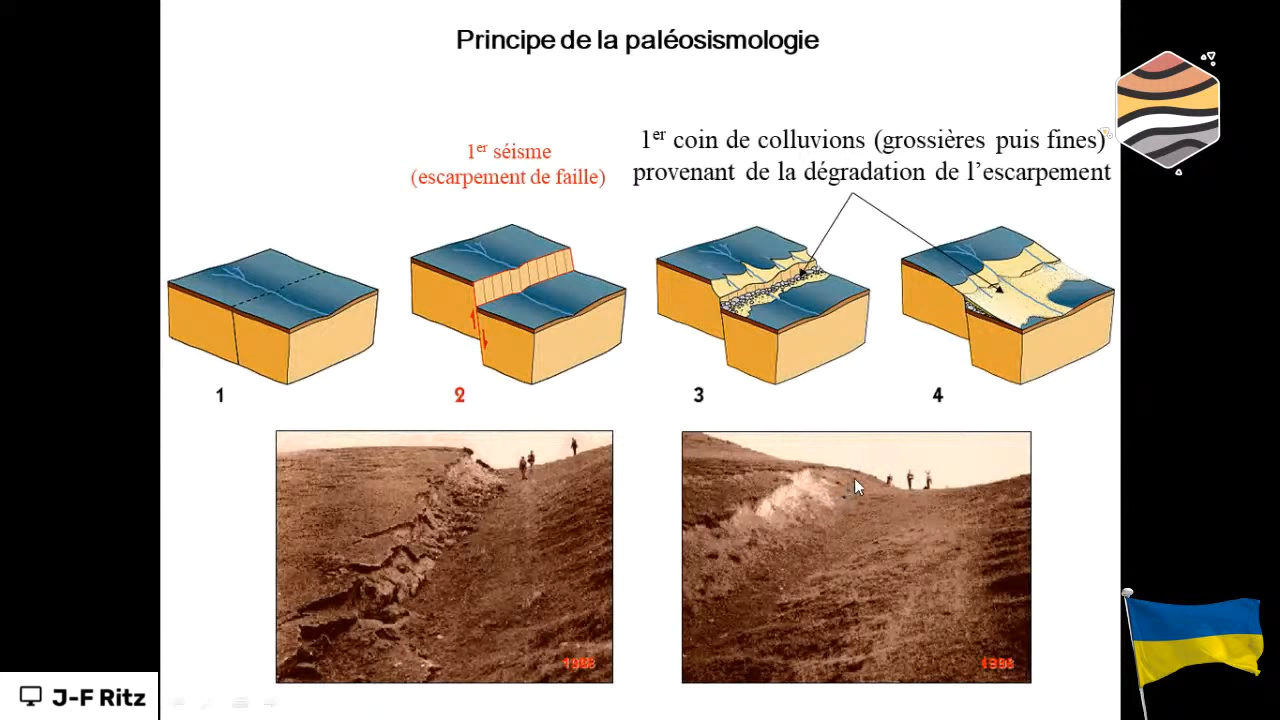 Principe de la paléosismologie
1er séisme
(escarpement de faille)
1er coin de colluvions (grossières puis fines)
provenant de la dégradation de l’escarpement
1
2
3
4
J-F Ritz